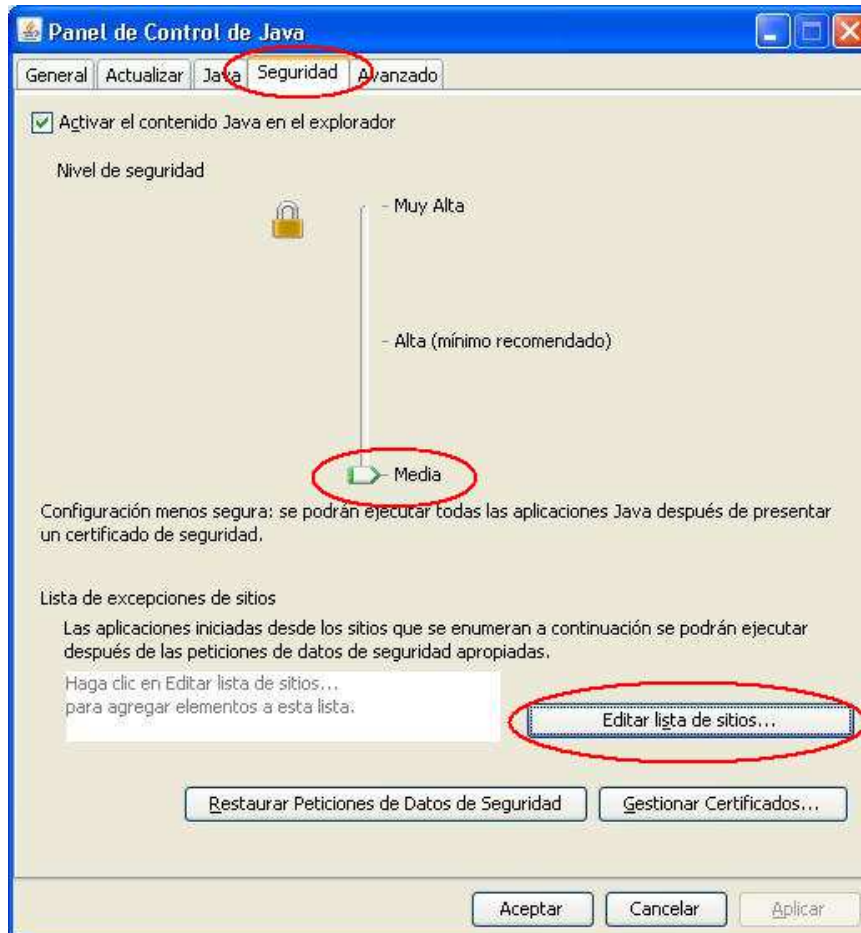 Panel de Control de Java
General Actualizar Java Seguridad Avanzado
Activar el contenido Java en el explorador
Nivel de seguridad
- Muy Alta
- Alta (mínimo recomendado)
- Media
Configuración menos segura: se podrán ejecutar todas las aplicaciones Java después de presentar
un certificado de seguridad.
Lista de excepciones de sitios
Las aplicaciones iniciadas desde los sitios que se enumeran a continuación se podrán ejecutar
después de las peticiones de datos de seguridad apropiadas.
Haga clic en Editar lista de sitios...
para agregar elementos a esta lista.
Editar lista de sitios...
Restaurar Peticiones de Datos de Seguridad Gestionar Certificados...
Aceptar Cancelar Aplicar